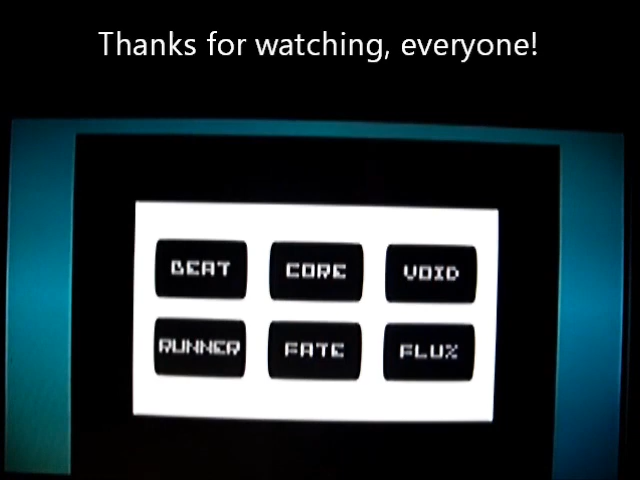 Thanks for watching, everyone!
BEAT CORE VOID
RUNNER FATE FLUX